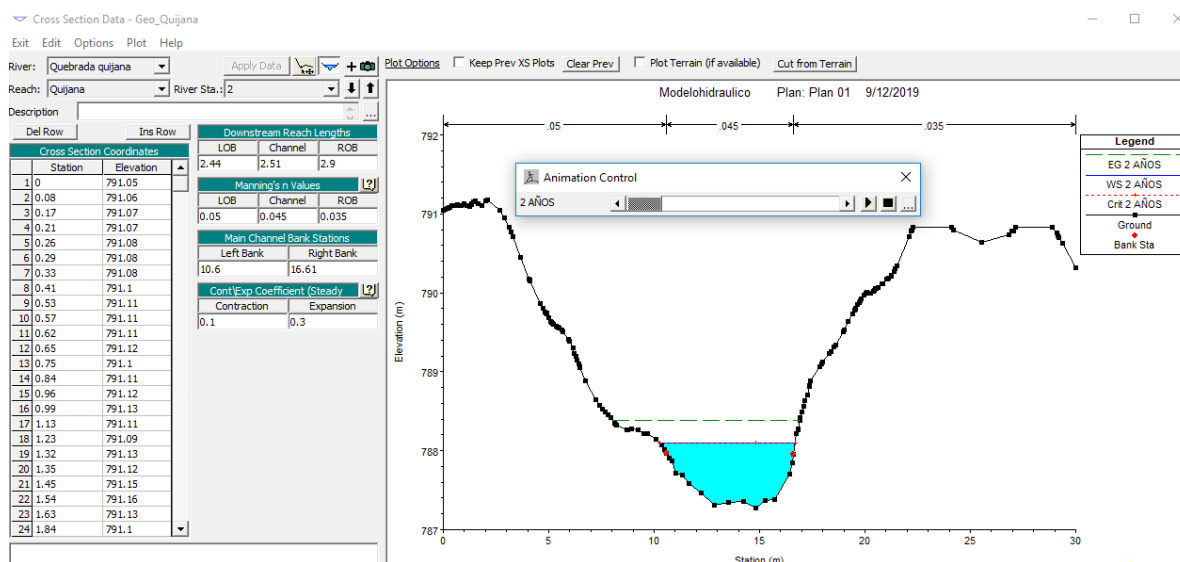 Cross Section Data - Geo_Quijana
Exit Edit Options Plot Help
River: Quebrada quijana
Apply Data
Reach: Quijana River Sta.: 2
Description
...
Del Row Ins Row
Cross Section Coordinates
Station Elevation
1 0 791.05
2 0.08 791.06
3 0.17 791.07
4 0.21 791.07
5 0.26 791.08
6 0.29 791.08
7 0.33 791.08
8 0.41 791.1
9 0.53 791.11
10 0.57 791.11
11 0.62 791.11
12 0.65 791.12
13 0.75 791.1
14 0.84 791.11
15 0.96 791.12
16 0.99 791.13
17 1.13 791.11
18 1.23 791.09
19 1.32 791.13
20 1.35 791.12
21 1.45 791.15
22 1.54 791.16
23 1.63 791.13
24 1.84 791.1
Downstream Reach Lengths
LOB Channel ROB
2.44 2.51 2.9
Manning's n Values
LOB Channel ROB
0.05 0.045 0.035
Main Channel Bank Stations
Left Bank Right Bank
10.6 16.61
Cont\Exp Coefficient (Steady
Contraction Expansion
0.1 0.3
Plot Options Keep Prev XS Plots Clear Prev Plot Terrain (if available) Cut from Terrain
Modelohidraulico Plan: Plan 01 9/12/2019
.05 .045 .035
Animation Control
2 AÑOS
...
Elevation (m)
792
791
790
789
788
787
0 5 10 15 20 25 30
Station (m)
Legend
EG 2 AÑOS
WS 2 AÑOS
Crit 2 AÑOS
Ground
Bank Sta